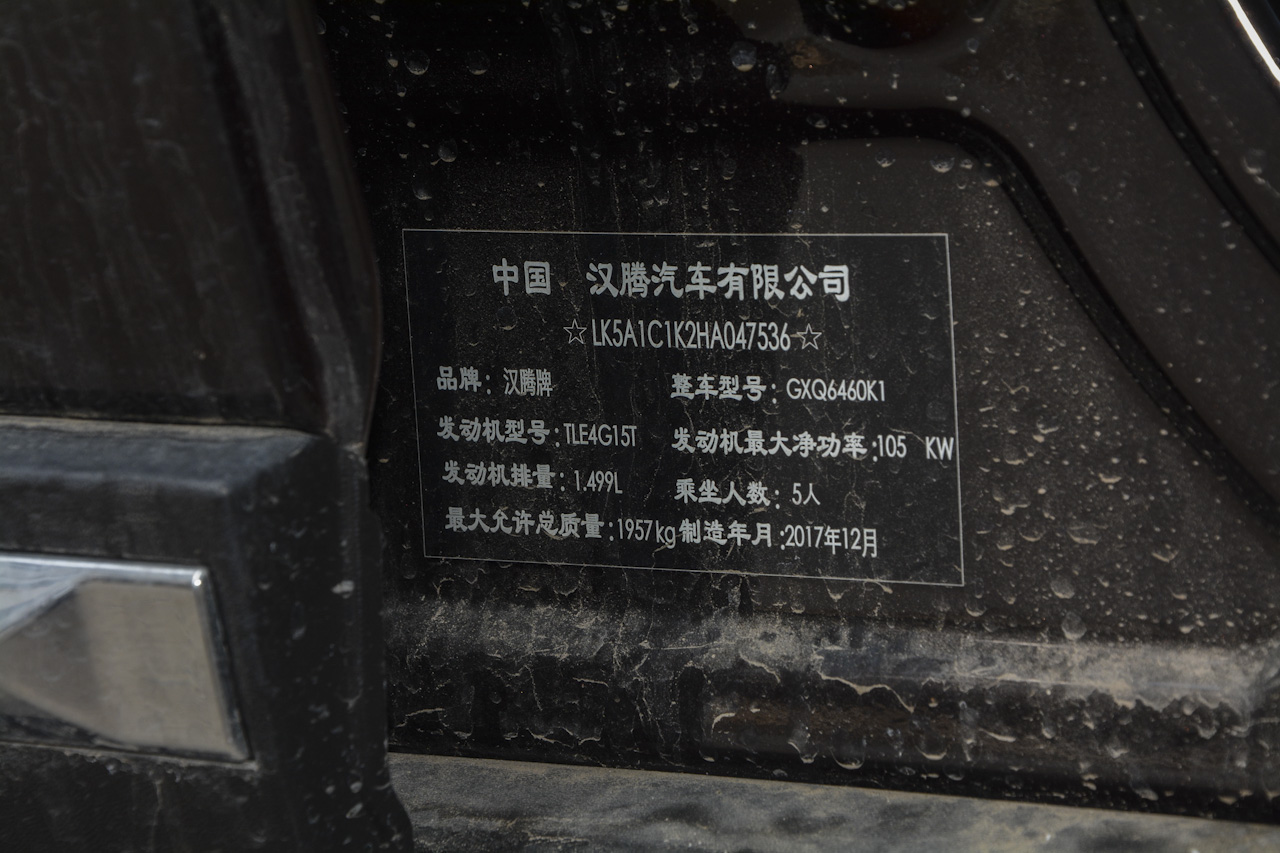 中国 汉腾汽车有限公司
☆LK5A1C1K2HA047536☆
品牌：汉腾牌 整车型号：GXQ6460K1
发动机型号：TLE4G15T 发动机最大净功率：105 KW
发动机排量：1.499L 乘坐人数：5人
最大允许总质量：1957kg 制造年月：2017年12月